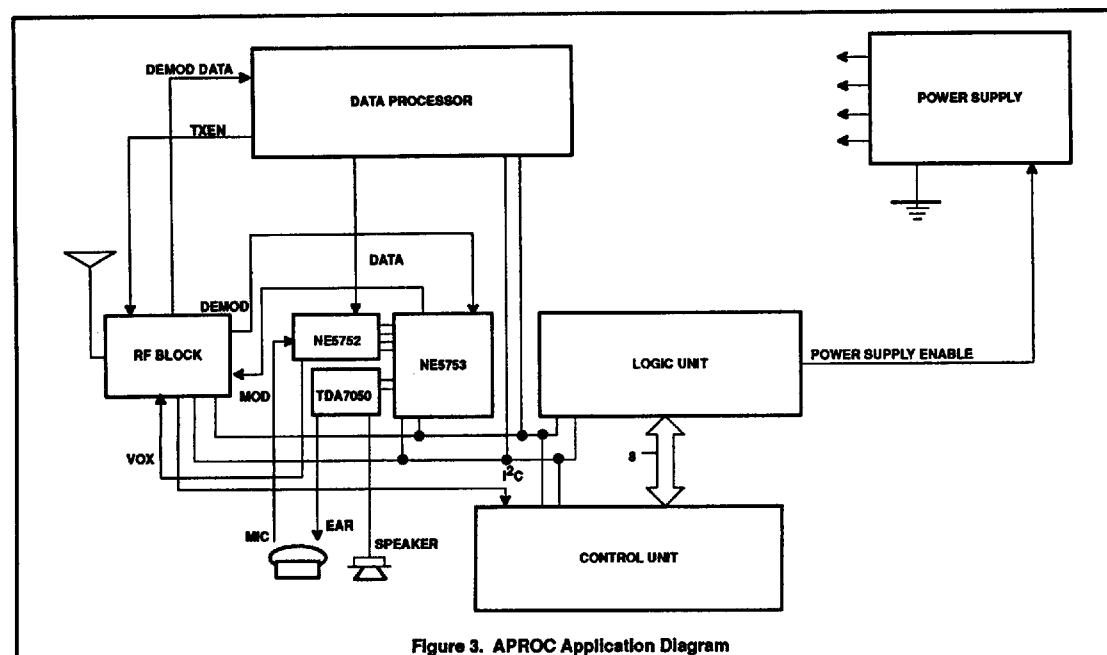 DEMOD DATA
DATA PROCESSOR
POWER SUPPLY
TXEN
DATA
DEMOD
RF BLOCK
NE5752
NE5753
LOGIC UNIT
POWER SUPPLY ENABLE
MOD
TDA7050
VOX
8
I²C
MIC
EAR
SPEAKER
CONTROL UNIT
Figure 3. APROC Application Diagram